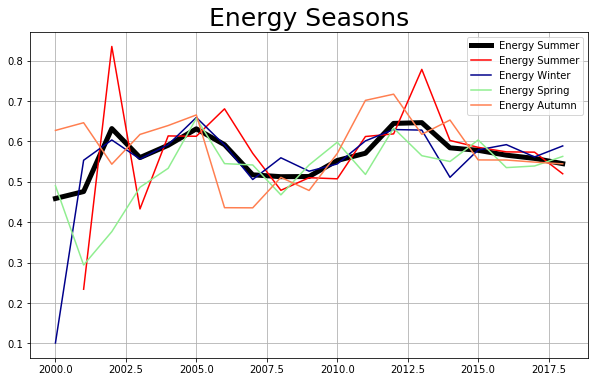 Energy Seasons
Energy Summer
Energy Summer
Energy Winter
Energy Spring
Energy Autumn
0.8
0.7
0.6
0.5
0.4
0.3
0.2
0.1
2000.0 2002.5 2005.0 2007.5 2010.0 2012.5 2015.0 2017.5